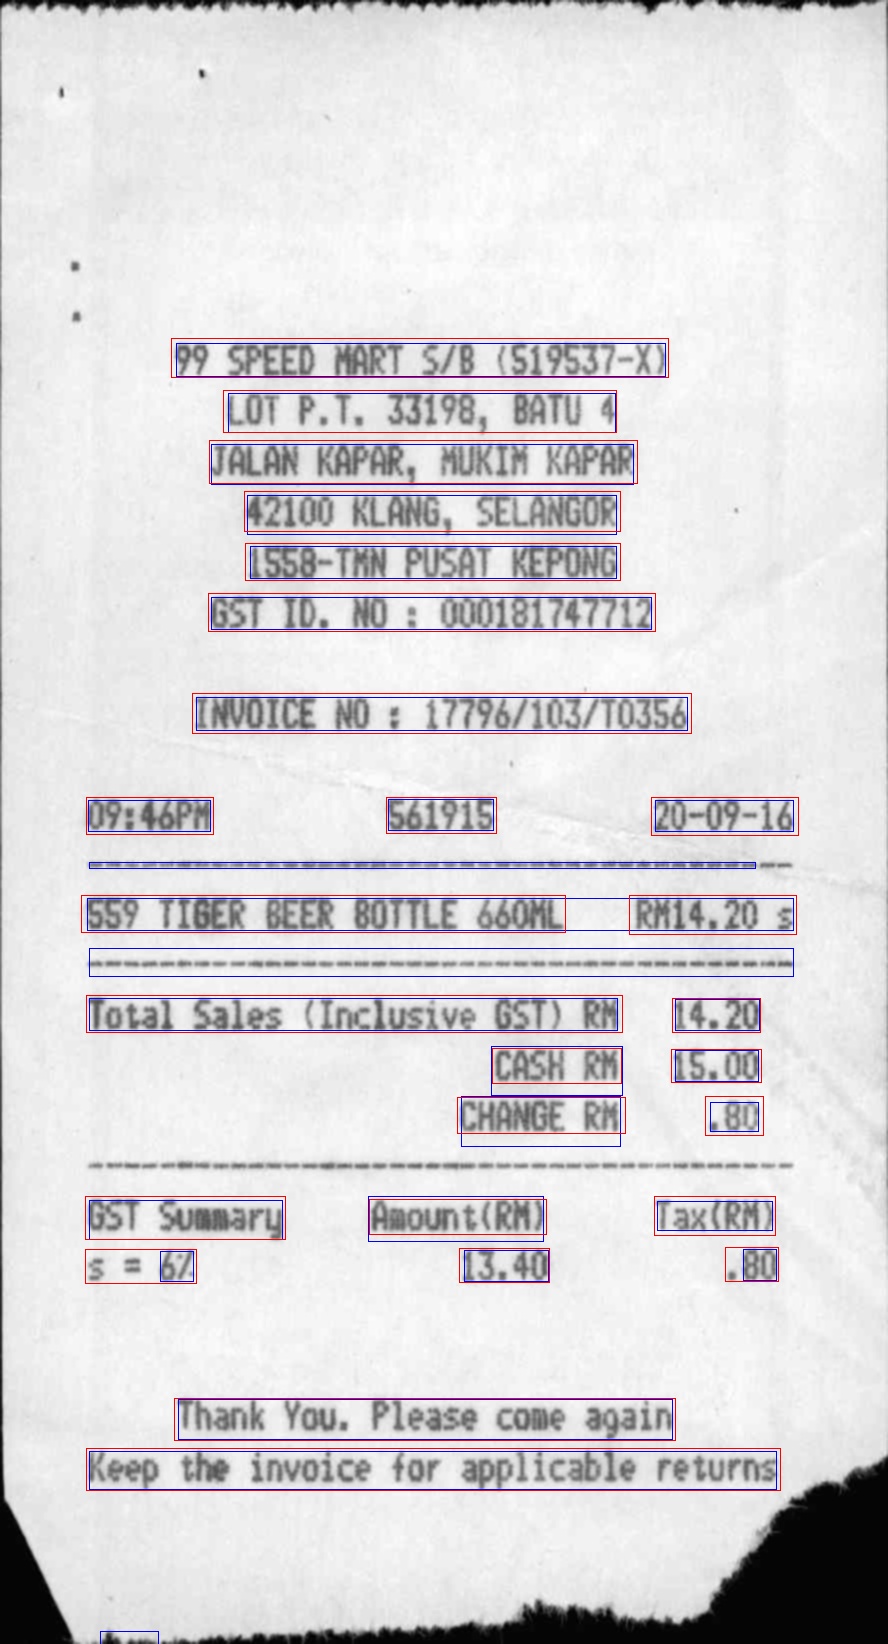 99 SPEED MART S/B (519537-X)
LOT P.T. 33198, BATU 4
JALAN KAPAR, MUKIM KAPAR
42100 KLANG, SELANGOR
1558-TMN PUSAT KEPONG
GST ID. NO : 000181747712
INVOICE NO : 17796/103/T0356
09:46PM 561915 20-09-16
----------------------------------------
559 TIGER BEER BOTTLE 660ML RM14.20 s
----------------------------------------
Total Sales (Inclusive GST) RM 14.20
CASH RM 15.00
CHANGE RM .80
----------------------------------------
GST Summary Amount(RM) Tax(RM)
s = 6% 13.40 .80
Thank You. Please come again
Keep the invoice for applicable returns